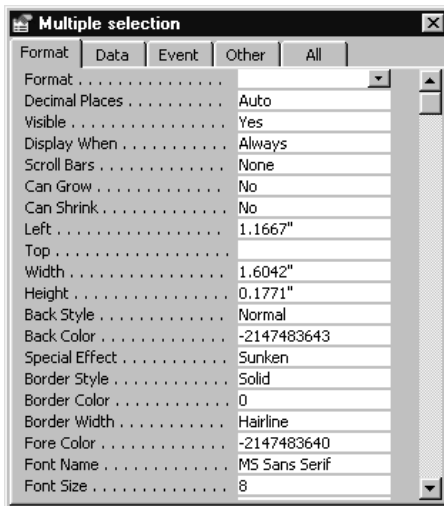 Multiple selection
Format Data Event Other All
Format . . . . . . . . . . . . . . .
Decimal Places . . . . . . . . . . Auto
Visible . . . . . . . . . . . . . . . . Yes
Display When . . . . . . . . . . . Always
Scroll Bars . . . . . . . . . . . . . None
Can Grow . . . . . . . . . . . . . No
Can Shrink . . . . . . . . . . . . . No
Left . . . . . . . . . . . . . . . . . . 1.1667"
Top . . . . . . . . . . . . . . . . . .
Width . . . . . . . . . . . . . . . . 1.6042"
Height . . . . . . . . . . . . . . . . 0.1771"
Back Style . . . . . . . . . . . . . Normal
Back Color . . . . . . . . . . . . . -2147483643
Special Effect . . . . . . . . . . . Sunken
Border Style . . . . . . . . . . . . Solid
Border Color . . . . . . . . . . . . 0
Border Width . . . . . . . . . . . Hairline
Fore Color . . . . . . . . . . . . . -2147483640
Font Name . . . . . . . . . . . . . MS Sans Serif
Font Size . . . . . . . . . . . . . . 8